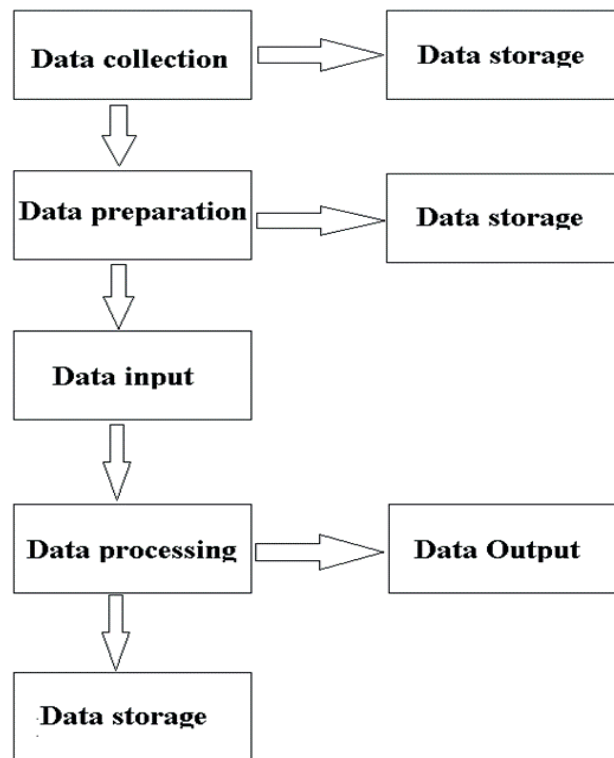 Data collection
Data storage
Data preparation
Data storage
Data input
Data processing
Data Output
Data storage